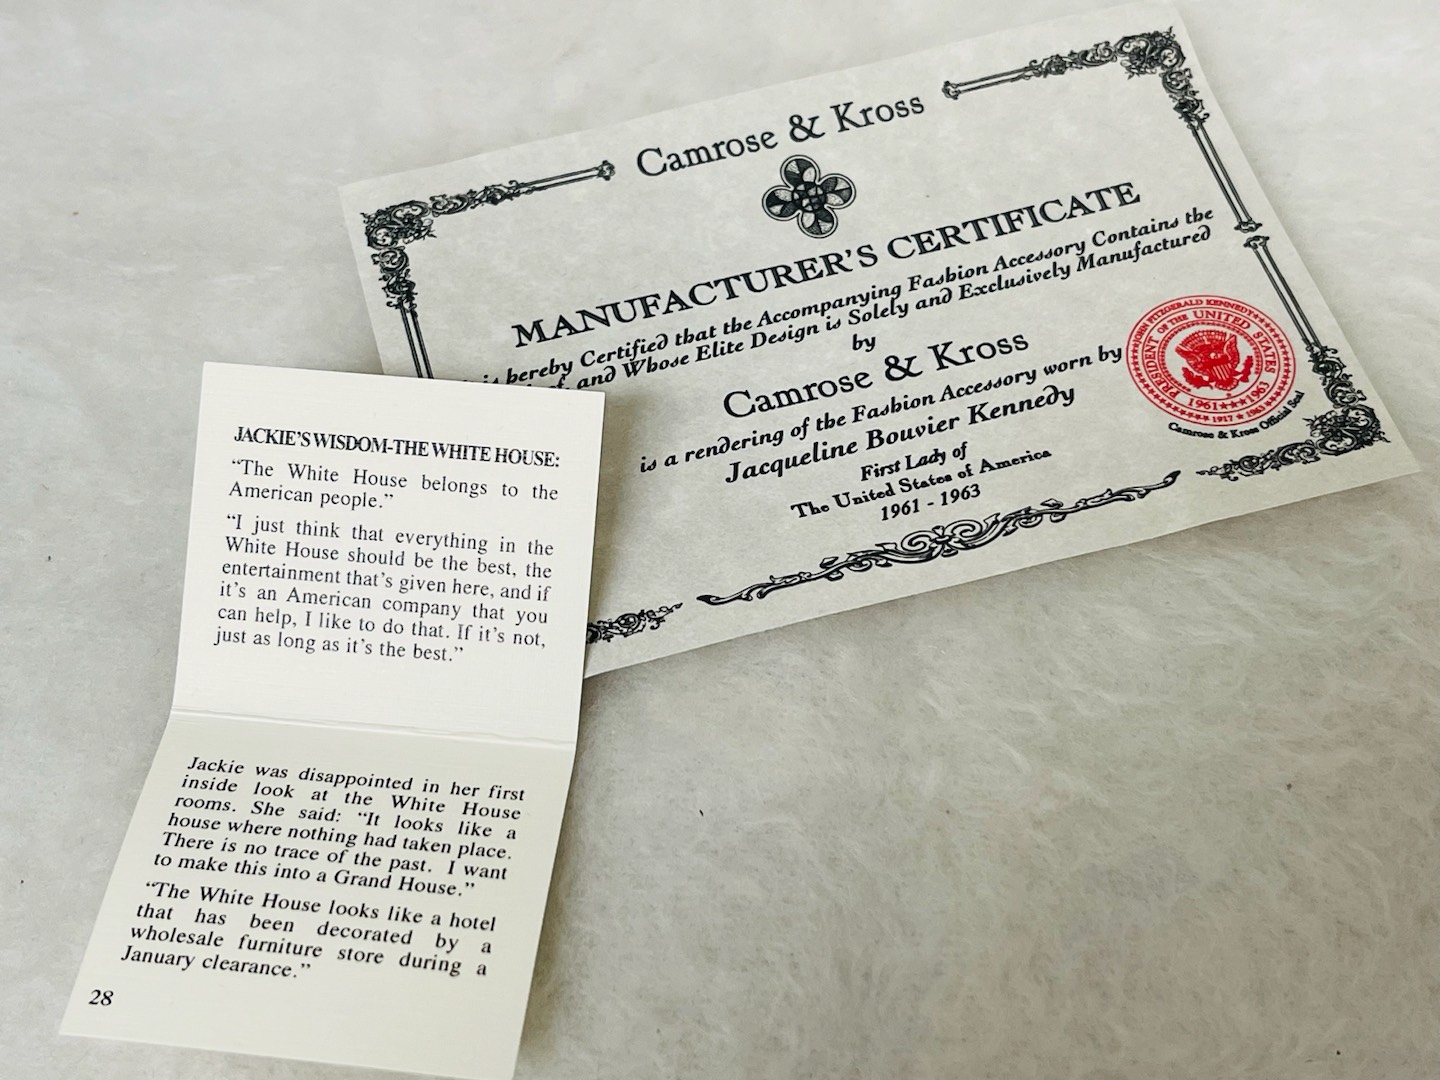 Camrose & Kross
MANUFACTURER'S CERTIFICATE
is hereby Certified that the Accompanying Fashion Accessory Contains the
and Whose Elite Design is Solely and Exclusively Manufactured
by
Camrose & Kross
is a rendering of the Fashion Accessory worn by
Jacqueline Bouvier Kennedy
First Lady of
The United States of America
1961 - 1963
JOHN FITZGERALD KENNEDY
PRESIDENT OF THE UNITED STATES
1961 ★★★ 1963
1917 ★ 1963
Camrose & Kross Official Seal
JACKIE'S WISDOM-THE WHITE HOUSE:
“The White House belongs to the
American people.”
“I just think that everything in the
White House should be the best, the
entertainment that's given here, and if
it's an American company that you
can help, I like to do that. If it's not,
just as long as it's the best.”
Jackie was disappointed in her first
inside look at the White House
rooms. She said: “It looks like a
house where nothing had taken place.
There is no trace of the past. I want
to make this into a Grand House.”
“The White House looks like a hotel
that has been decorated by a
wholesale furniture store during a
January clearance.”
28